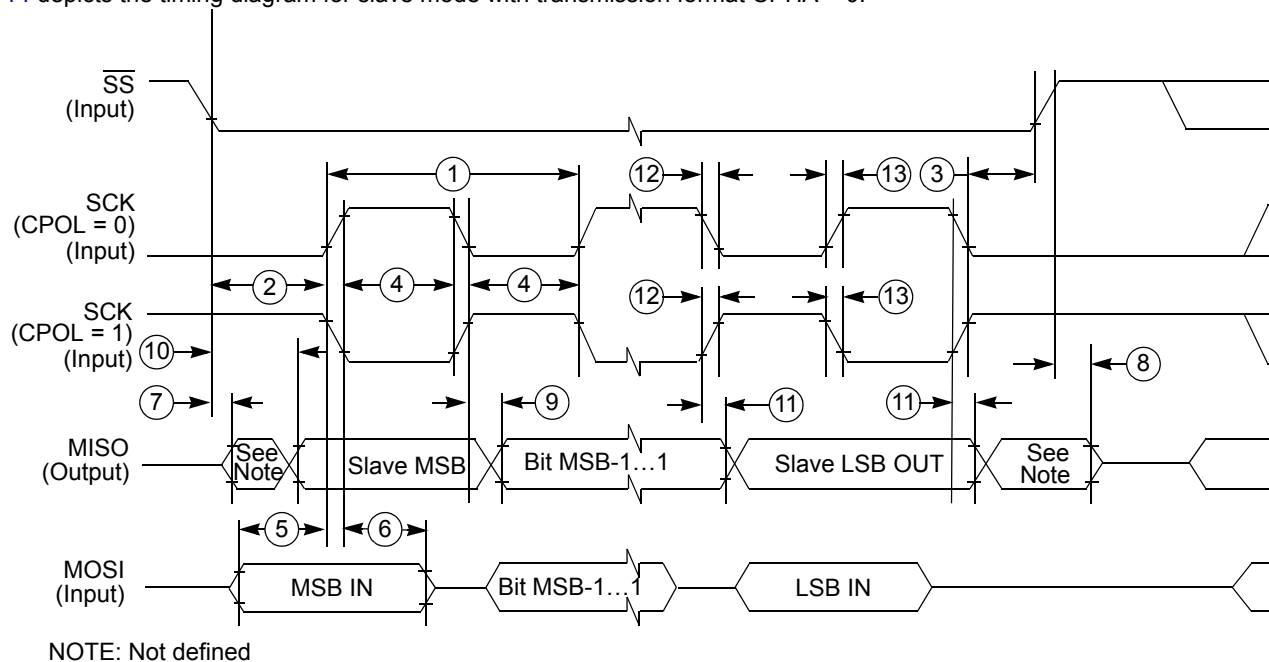 depicts the timing diagram for slave mode with transmission format CPHA = 0.
SS
(Input)
1
12
13
3
SCK
(CPOL = 0)
(Input)
2
4
4
12
13
SCK
(CPOL = 1)
(Input)
10
8
7
9
11
11
MISO
(Output)
See
Note
Slave MSB
Bit MSB-1…1
Slave LSB OUT
See
Note
5
6
MOSI
(Input)
MSB IN
Bit MSB-1…1
LSB IN
NOTE: Not defined